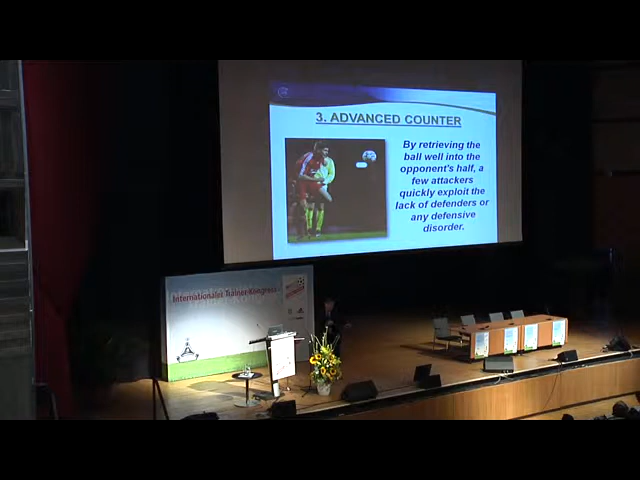 3. ADVANCED COUNTER
By retrieving the
ball well into the
opponent's half, a
few attackers
quickly exploit the
lack of defenders or
any defensive
disorder.
Internationaler Trainer-Kongress